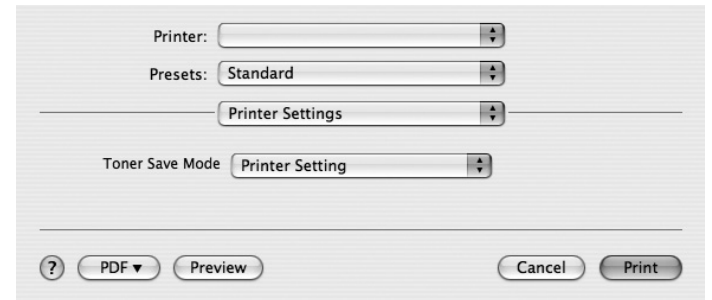 Printer:
Presets: Standard
Printer Settings
Toner Save Mode Printer Setting
? PDF▼ Preview Cancel Print